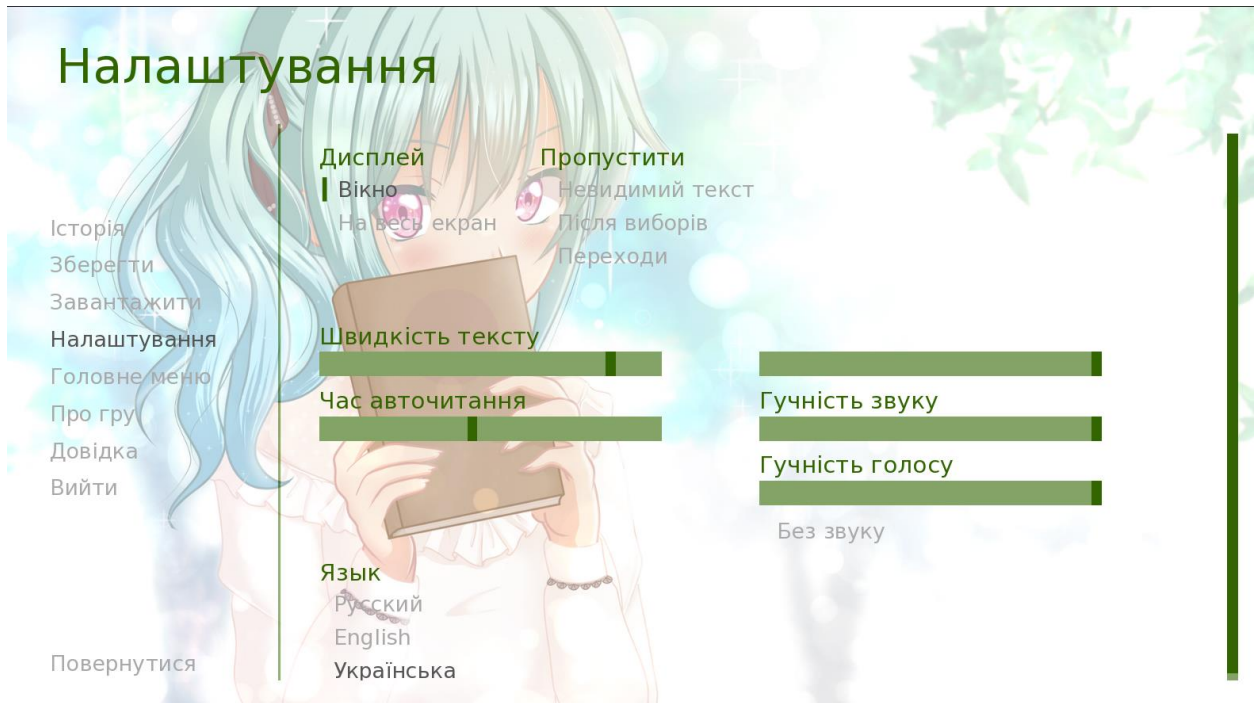 Налаштування
Історія
Зберегти
Завантажити
Налаштування
Головне меню
Про гру
Довідка
Вийти
Повернутися
Дисплей
Вікно
На весь екран
Пропустити
Невидимий текст
Після виборів
Переходи
Швидкість тексту
Час авточитання
Гучність звуку
Гучність голосу
Без звуку
Язык
Русский
English
Українська